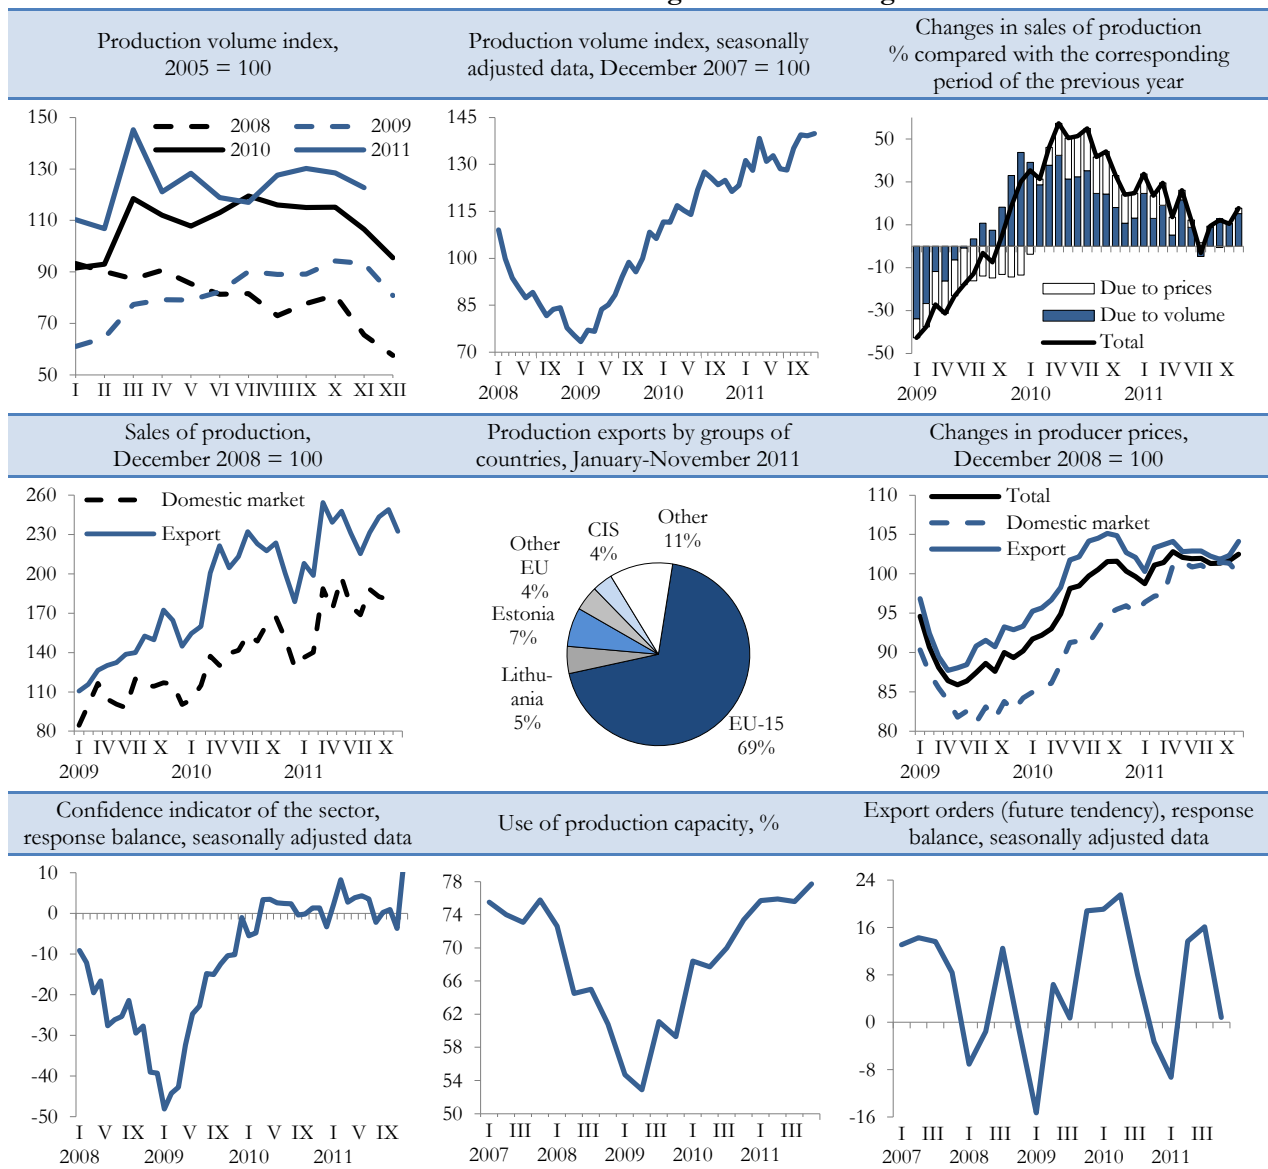 Production volume index,
2005 = 100
Production volume index, seasonally
adjusted data, December 2007 = 100
Changes in sales of production
% compared with the corresponding
period of the previous year
150
130
110
90
70
50
2008
2009
2010
2011
I II III IV V VI VII VIII IX X XI XII
145
130
115
100
85
70
I V IX I V IX I V IX I V IX
2008 2009 2010 2011
50
30
10
-10
-30
-50
Due to prices
Due to volume
Total
I IV VII X I IV VII X I IV VII X
2009 2010 2011
Sales of production,
December 2008 = 100
Production exports by groups of
countries, January-November 2011
Changes in producer prices,
December 2008 = 100
260
230
200
170
140
110
80
Domestic market
Export
I IV VII X I IV VII X I IV VII X
2009 2010 2011
Other
11%
CIS
4%
Other
EU
4%
Estonia
7%
Lithu-
ania
5%
EU-15
69%
110
105
100
95
90
85
80
Total
Domestic market
Export
I IV VII X I IV VII X I IV VII X
2009 2010 2011
Confidence indicator of the sector,
response balance, seasonally adjusted data
Use of production capacity, %
Export orders (future tendency), response
balance, seasonally adjusted data
10
0
-10
-20
-30
-40
-50
I V IX I V IX I V IX I V IX
2008 2009 2010 2011
78
74
70
66
62
58
54
50
I III I III I III I III I III
2007 2008 2009 2010 2011
24
16
8
0
-8
-16
I III I III I III I III I III
2007 2008 2009 2010 2011